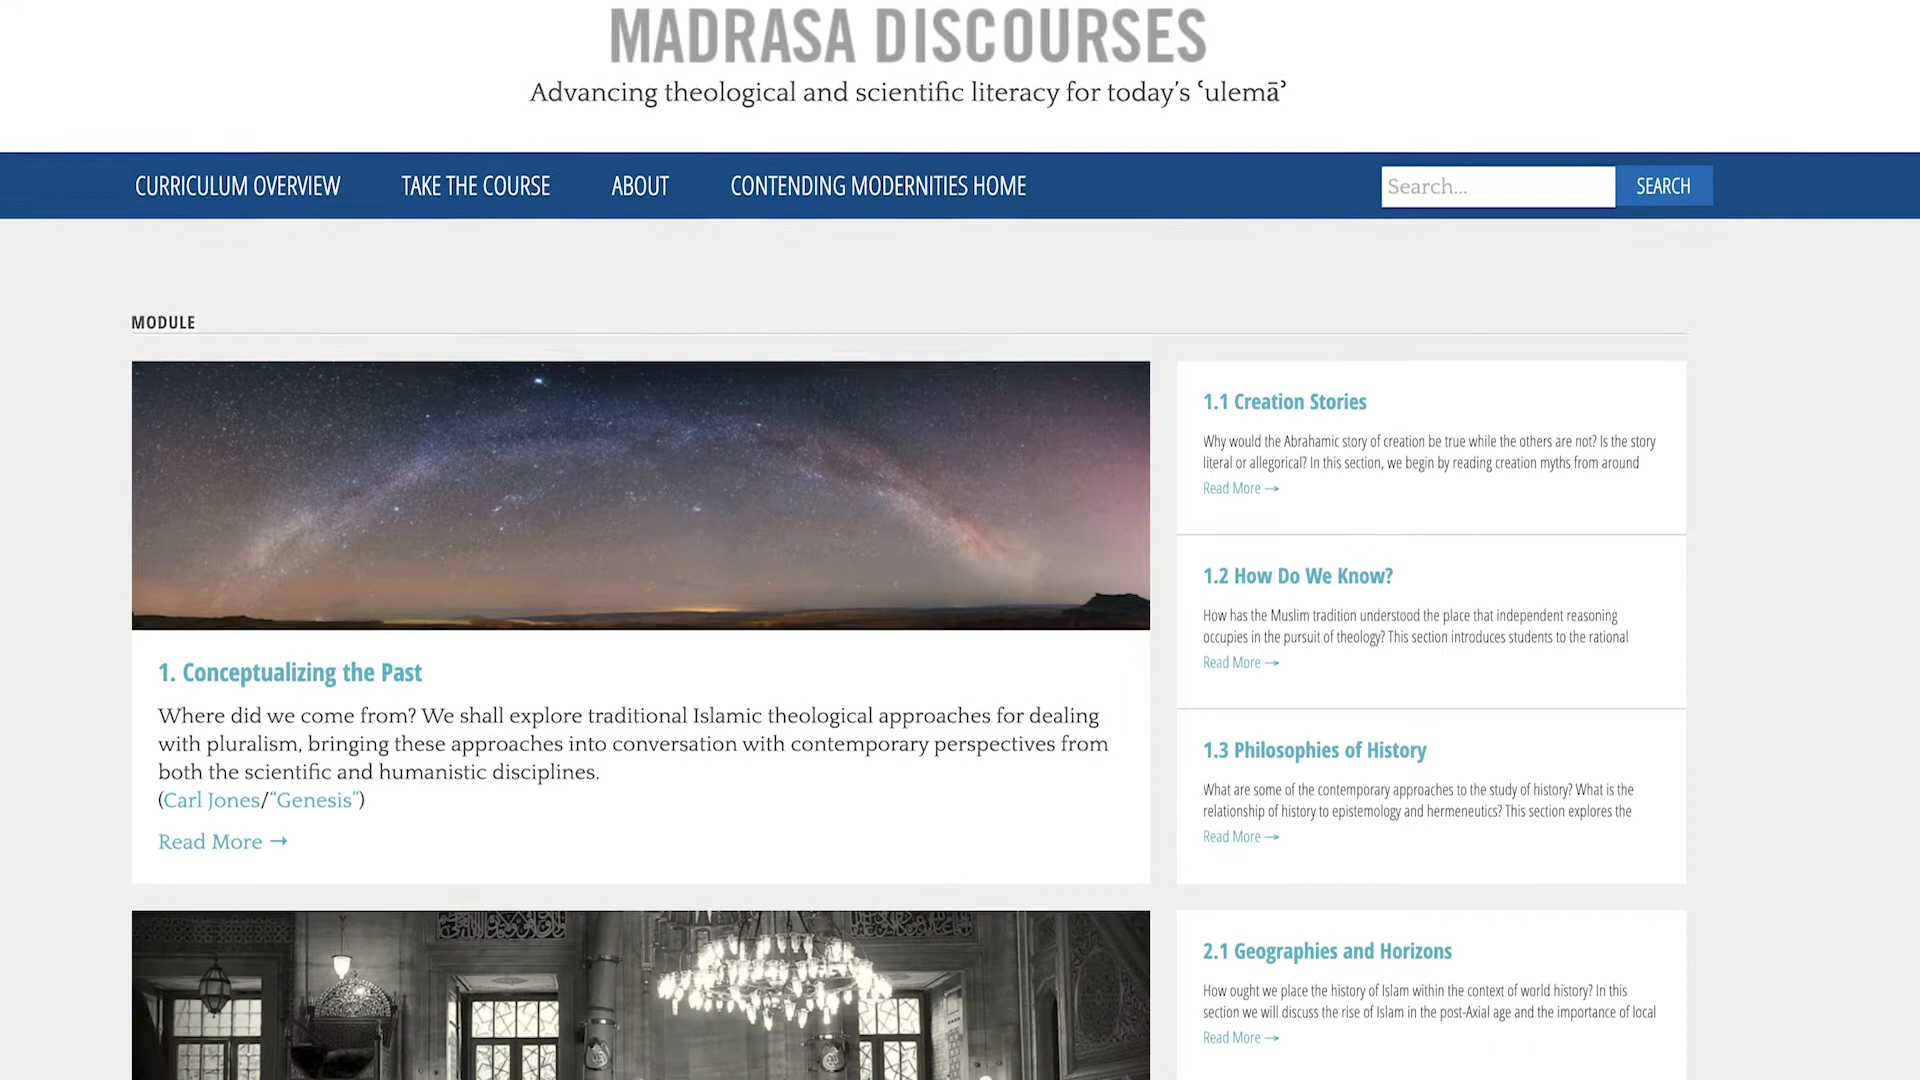 MADRASA DISCOURSES
Advancing theological and scientific literacy for today’s ʿulemāʾ
CURRICULUM OVERVIEW
TAKE THE COURSE
ABOUT
CONTENDING MODERNITIES HOME
Search...
SEARCH
MODULE
1. Conceptualizing the Past
Where did we come from? We shall explore traditional Islamic theological approaches for dealing
with pluralism, bringing these approaches into conversation with contemporary perspectives from
both the scientific and humanistic disciplines.
(Carl Jones/“Genesis”)
Read More →
1.1 Creation Stories
Why would the Abrahamic story of creation be true while the others are not? Is the story
literal or allegorical? In this section, we begin by reading creation myths from around
Read More →
1.2 How Do We Know?
How has the Muslim tradition understood the place that independent reasoning
occupies in the pursuit of theology? This section introduces students to the rational
Read More →
1.3 Philosophies of History
What are some of the contemporary approaches to the study of history? What is the
relationship of history to epistemology and hermeneutics? This section explores the
Read More →
2.1 Geographies and Horizons
How ought we place the history of Islam within the context of world history? In this
section we will discuss the rise of Islam in the post-Axial age and the importance of local
Read More →